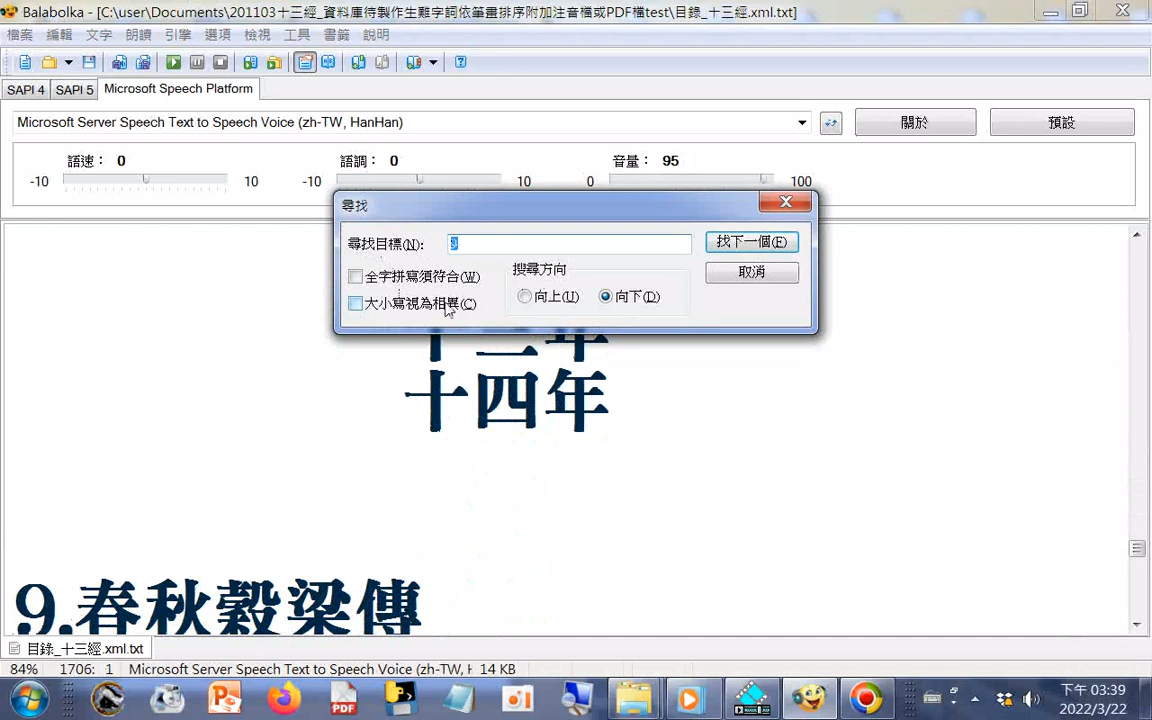 Balabolka - [C:\user\Documents\201103十三經_資料庫待製作生難字詞依筆畫排序附加注音檔或PDF檔test\目錄_十三經.xml.txt]
檔案 編輯 文字 朗讀 引擎 選項 檢視 工具 書籤 說明
SAPI 4 SAPI 5 Microsoft Speech Platform
Microsoft Server Speech Text to Speech Voice (zh-TW, HanHan) 關於 預設
語速： 0 語調： 0 音量： 95
-10 10 -10 10 0 100
尋找
尋找目標(N): 找下一個(F)
全字拼寫須符合(W) 搜尋方向 取消
大小寫視為相異(C) 向上(U) 向下(D)
十三年
十四年
9.春秋穀梁傳
目錄_十三經.xml.txt
84% 1706: 1 Microsoft Server Speech Text to Speech Voice (zh-TW, H 14 KB
PDF
下午 03:39
2022/3/22